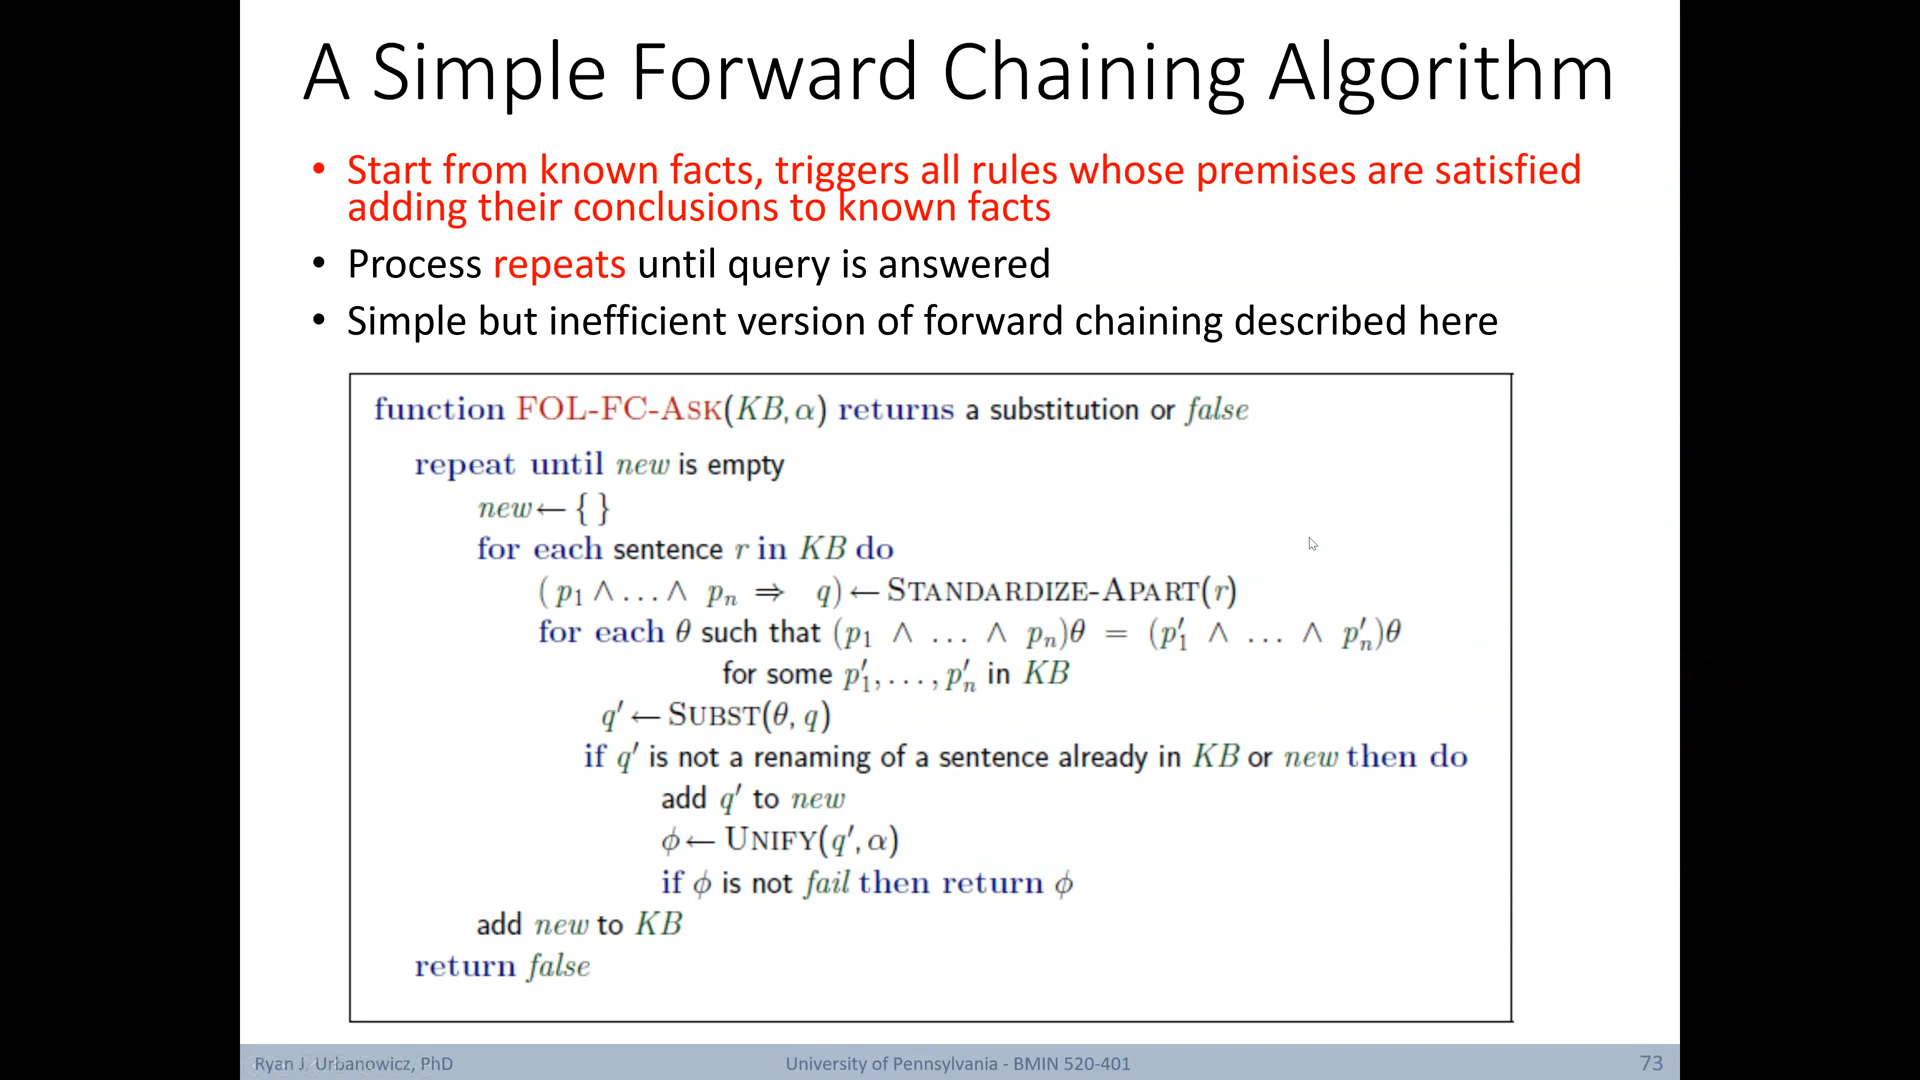 A Simple Forward Chaining Algorithm
• Start from known facts, triggers all rules whose premises are satisfied
adding their conclusions to known facts
• Process repeats until query is answered
• Simple but inefficient version of forward chaining described here
function FOL-FC-ASK(KB, α) returns a substitution or false
repeat until new is empty
new ← { }
for each sentence r in KB do
(p₁ ∧ . . . ∧ pₙ ⇒ q) ← STANDARDIZE-APART(r)
for each θ such that (p₁ ∧ . . . ∧ pₙ)θ = (p′₁ ∧ . . . ∧ p′ₙ)θ
for some p′₁, . . . , p′ₙ in KB
q′ ← SUBST(θ, q)
if q′ is not a renaming of a sentence already in KB or new then do
add q′ to new
ϕ ← UNIFY(q′, α)
if ϕ is not fail then return ϕ
add new to KB
return false
Ryan J. Urbanowicz, PhD
University of Pennsylvania - BMIN 520-401
73